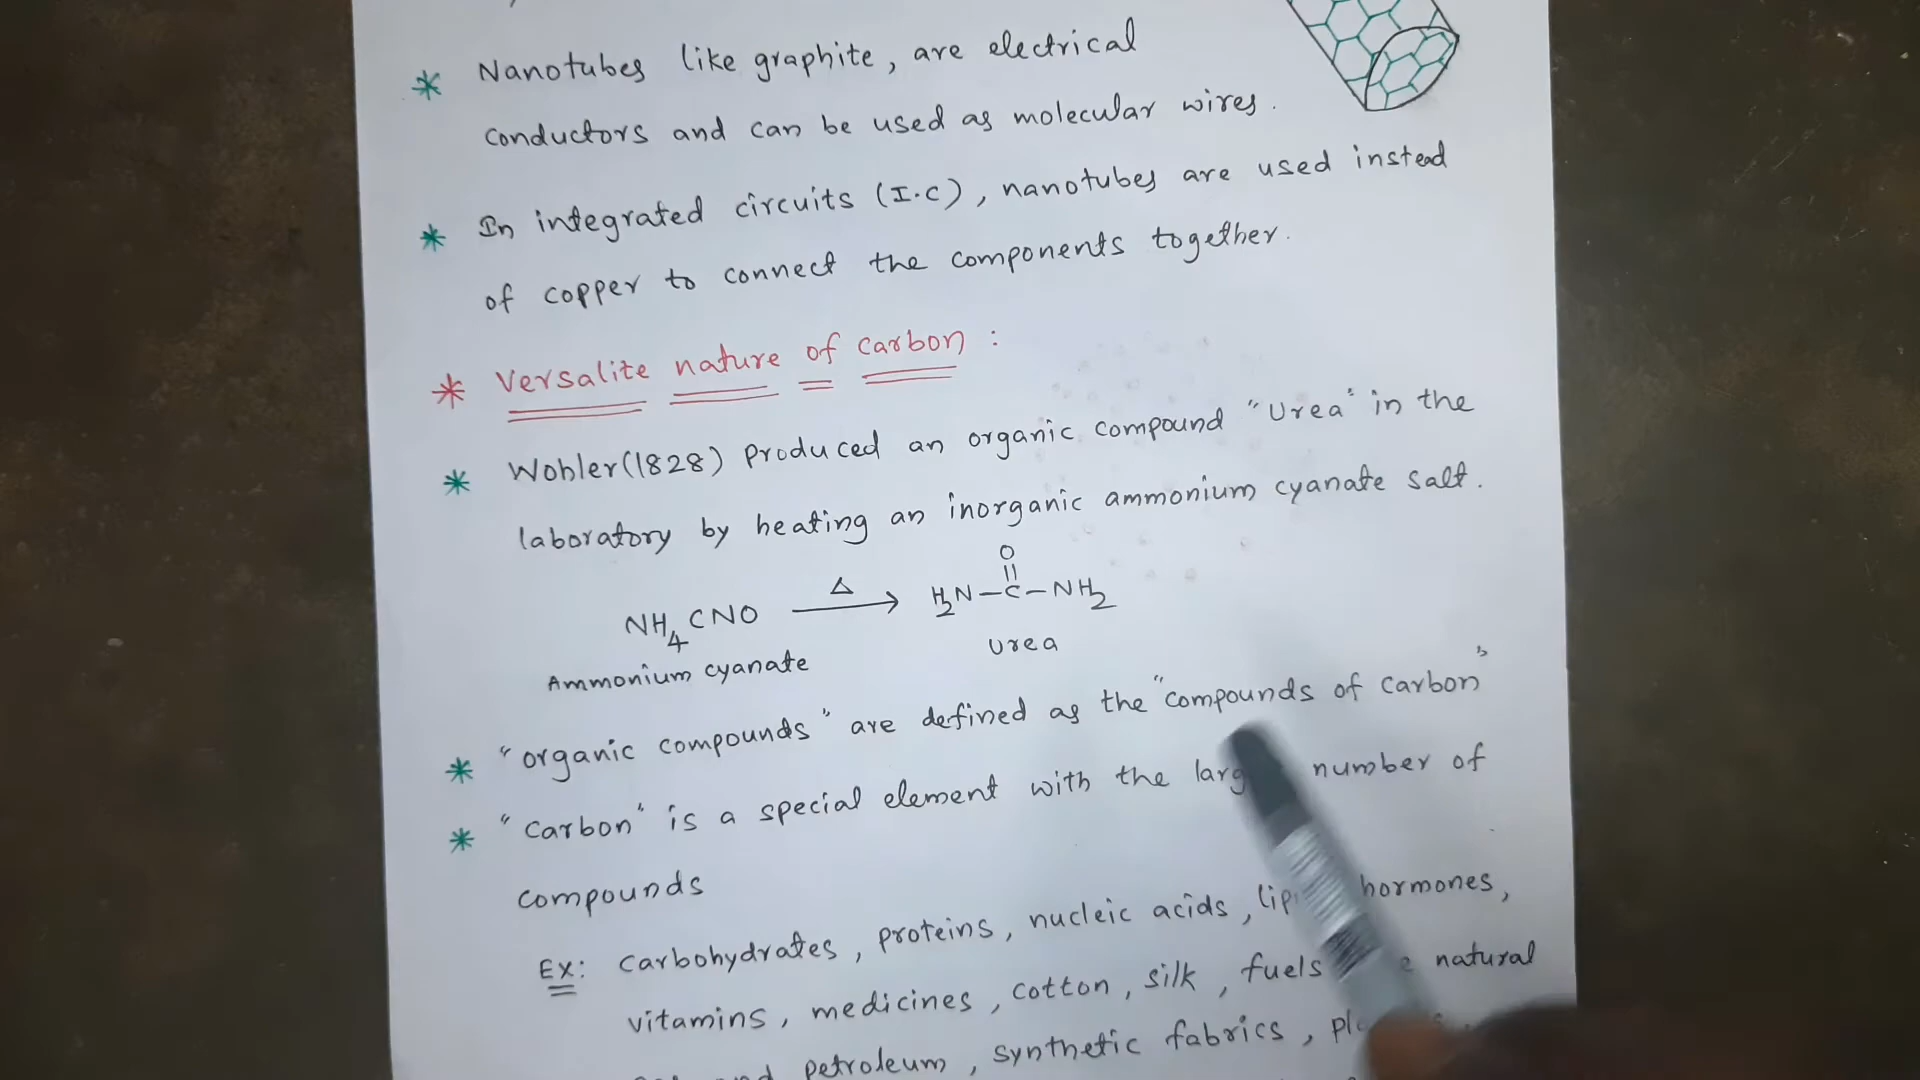 * Nanotubes like graphite, are electrical
conductors and can be used as molecular wires.
* In integrated circuits (I.C), nanotubes are used instead
of copper to connect the components together.
* Versalite nature of carbon :
* Wohler(1828) produced an organic compound "Urea" in the
laboratory by heating an inorganic ammonium cyanate salt.
O
||
NH4CNO Δ→ H2N–C–NH2
Ammonium cyanate Urea
* "organic compounds" are defined as the "compounds of carbon"
* "Carbon" is a special element with the number of
compounds
Ex: Carbohydrates, proteins, nucleic acids, hormones,
vitamins, medicines, cotton, silk, fuels natural
petroleum, synthetic fabrics,